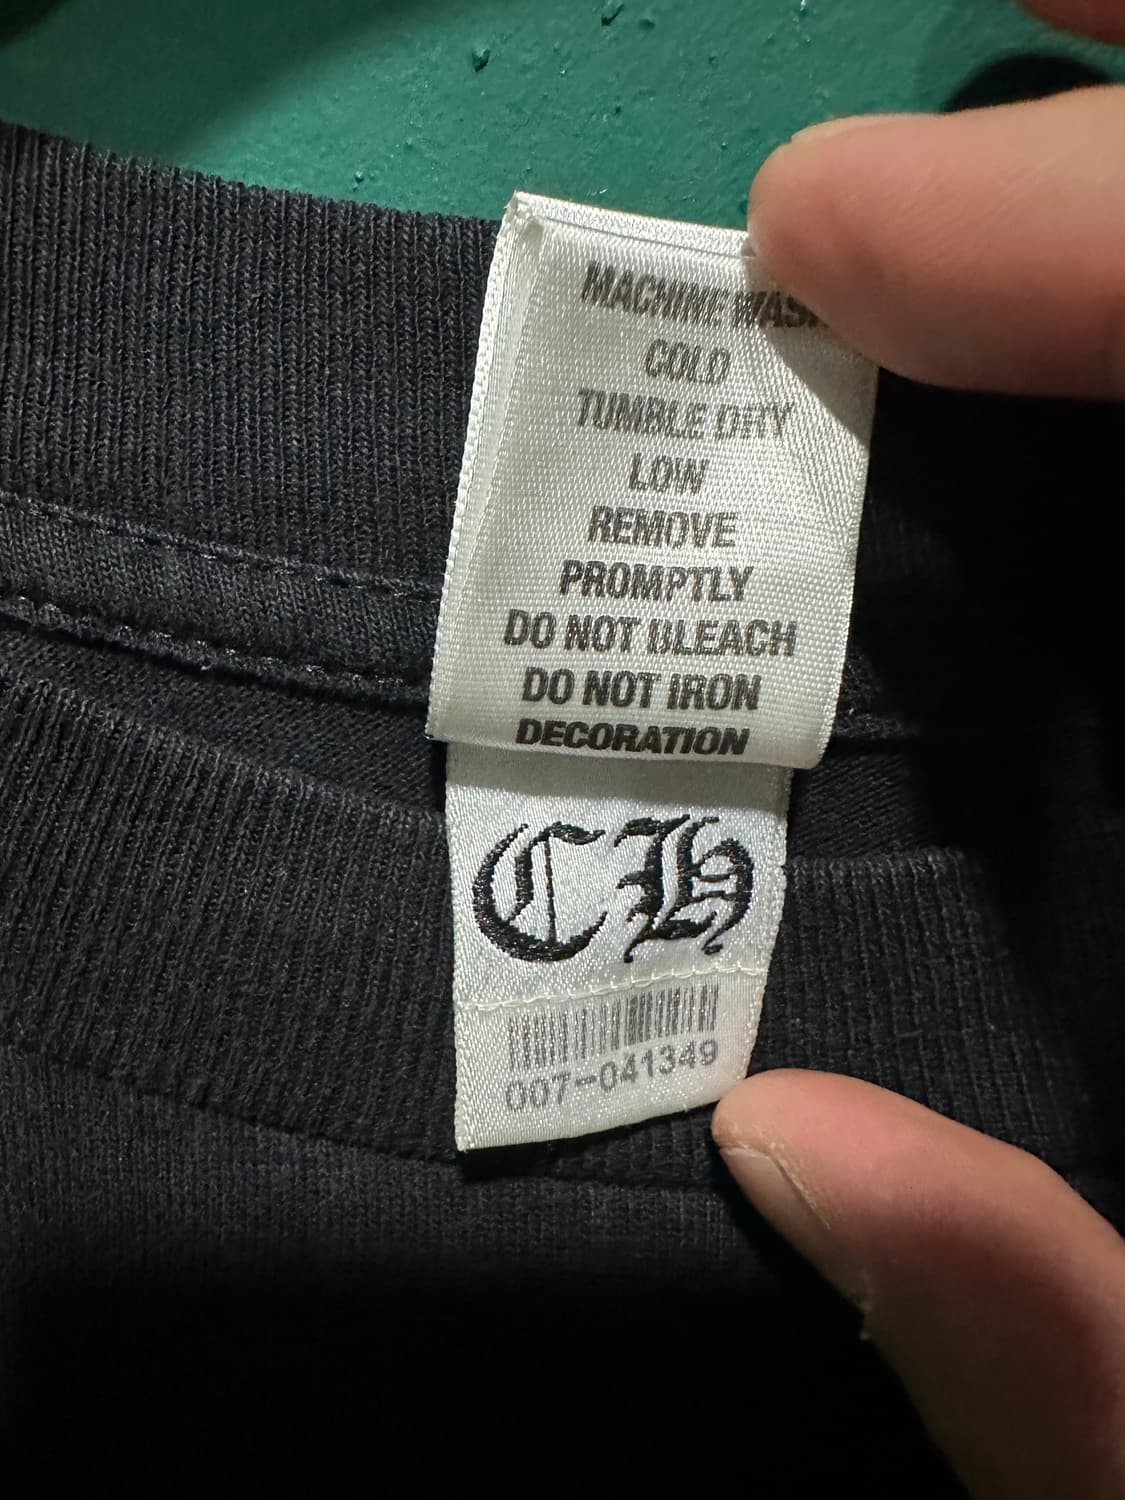 MACHINE WASH
COLD
TUMBLE DRY
LOW
REMOVE
PROMPTLY
DO NOT BLEACH
DO NOT IRON
DECORATION
CH
007-041349